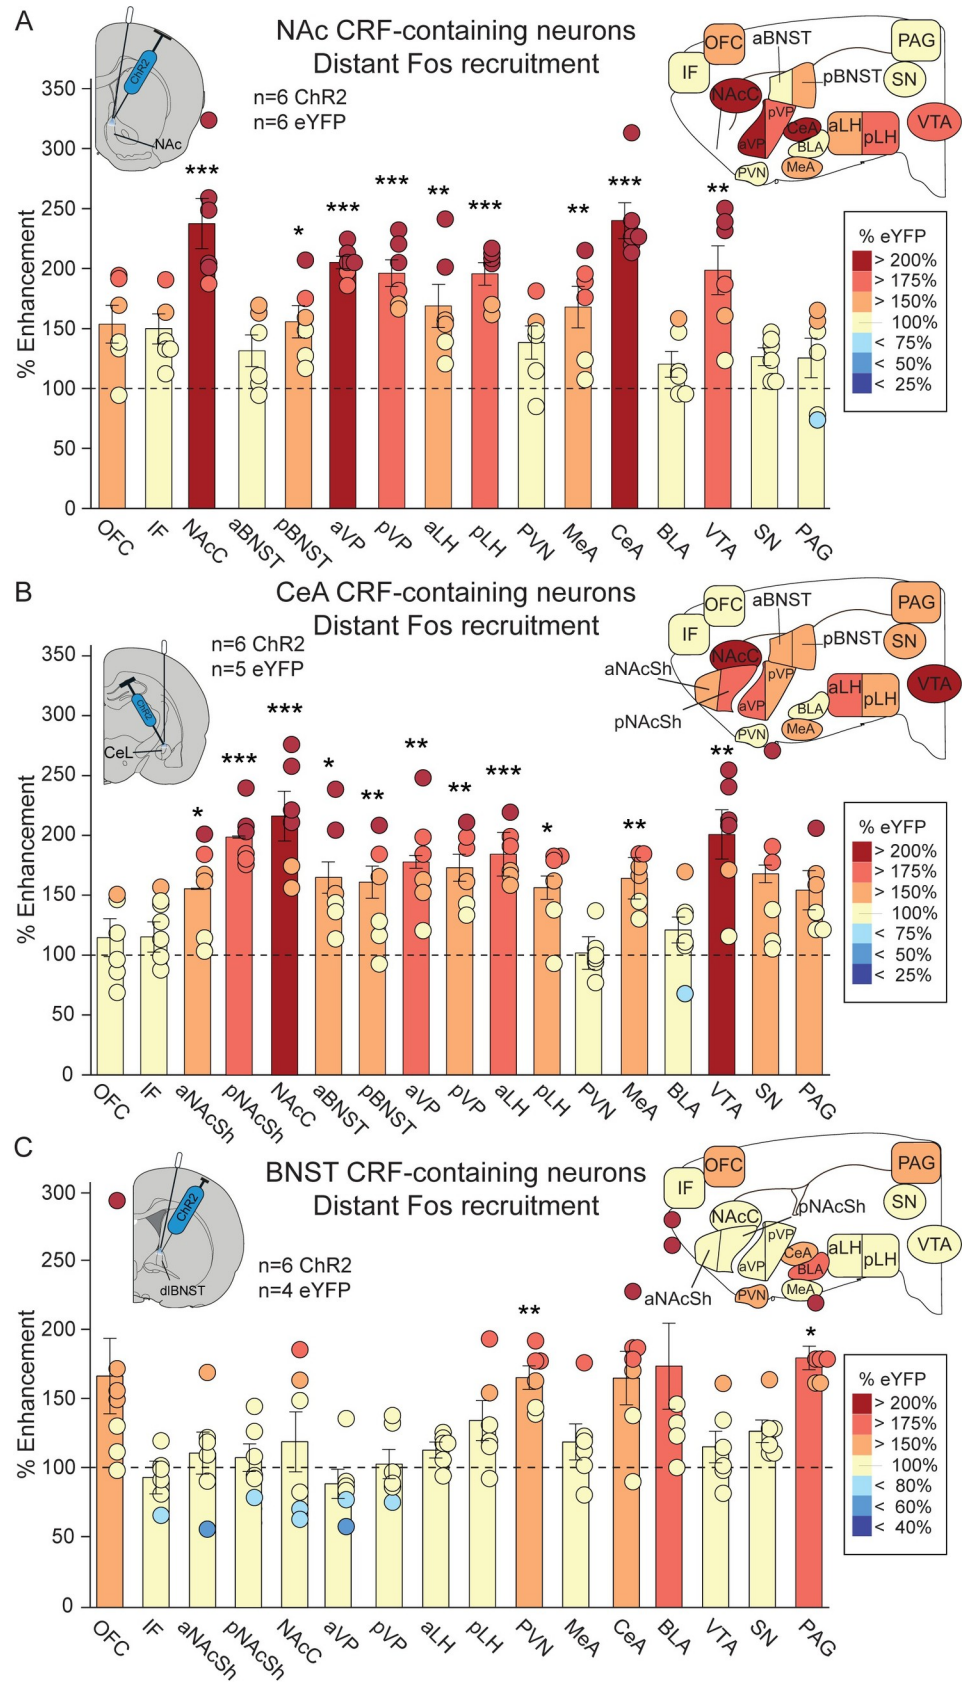 A
NAc CRF-containing neurons
Distant Fos recruitment
n=6 ChR2
n=6 eYFP
ChR2
NAc
OFC
aBNST
PAG
IF
pBNST
SN
NAcC
pVP
CeA
aLH
pLH
VTA
aVP
BLA
MeA
PVN
% Enhancement
350
300
250
200
150
100
50
0
***
*
***
***
**
***
**
***
**
% eYFP
> 200%
> 175%
> 150%
100%
< 75%
< 50%
< 25%
OFC
IF
NAcC
aBNST
pBNST
aVP
pVP
aLH
pLH
PVN
MeA
CeA
BLA
VTA
SN
PAG
B
CeA CRF-containing neurons
Distant Fos recruitment
n=6 ChR2
n=5 eYFP
ChR2
CeL
OFC
aBNST
PAG
IF
pBNST
SN
NAcC
aNAcSh
pVP
pNAcSh
aVP
aLH
pLH
VTA
BLA
MeA
PVN
% Enhancement
350
300
250
200
150
100
50
0
*
***
***
*
**
**
**
***
*
**
**
% eYFP
> 200%
> 175%
> 150%
100%
< 75%
< 50%
< 25%
OFC
IF
aNAcSh
pNAcSh
NAcC
aBNST
pBNST
aVP
pVP
aLH
pLH
PVN
MeA
BLA
VTA
SN
PAG
C
BNST CRF-containing neurons
Distant Fos recruitment
n=6 ChR2
n=4 eYFP
ChR2
dlBNST
OFC
PAG
IF
pNAcSh
SN
NAcC
pVP
CeA
aLH
pLH
VTA
aVP
BLA
MeA
PVN
aNAcSh
% Enhancement
300
250
200
150
100
50
0
**
*
% eYFP
> 200%
> 175%
> 150%
100%
< 80%
< 60%
< 40%
OFC
IF
aNAcSh
pNAcSh
NAcC
aVP
pVP
aLH
pLH
PVN
MeA
CeA
BLA
VTA
SN
PAG